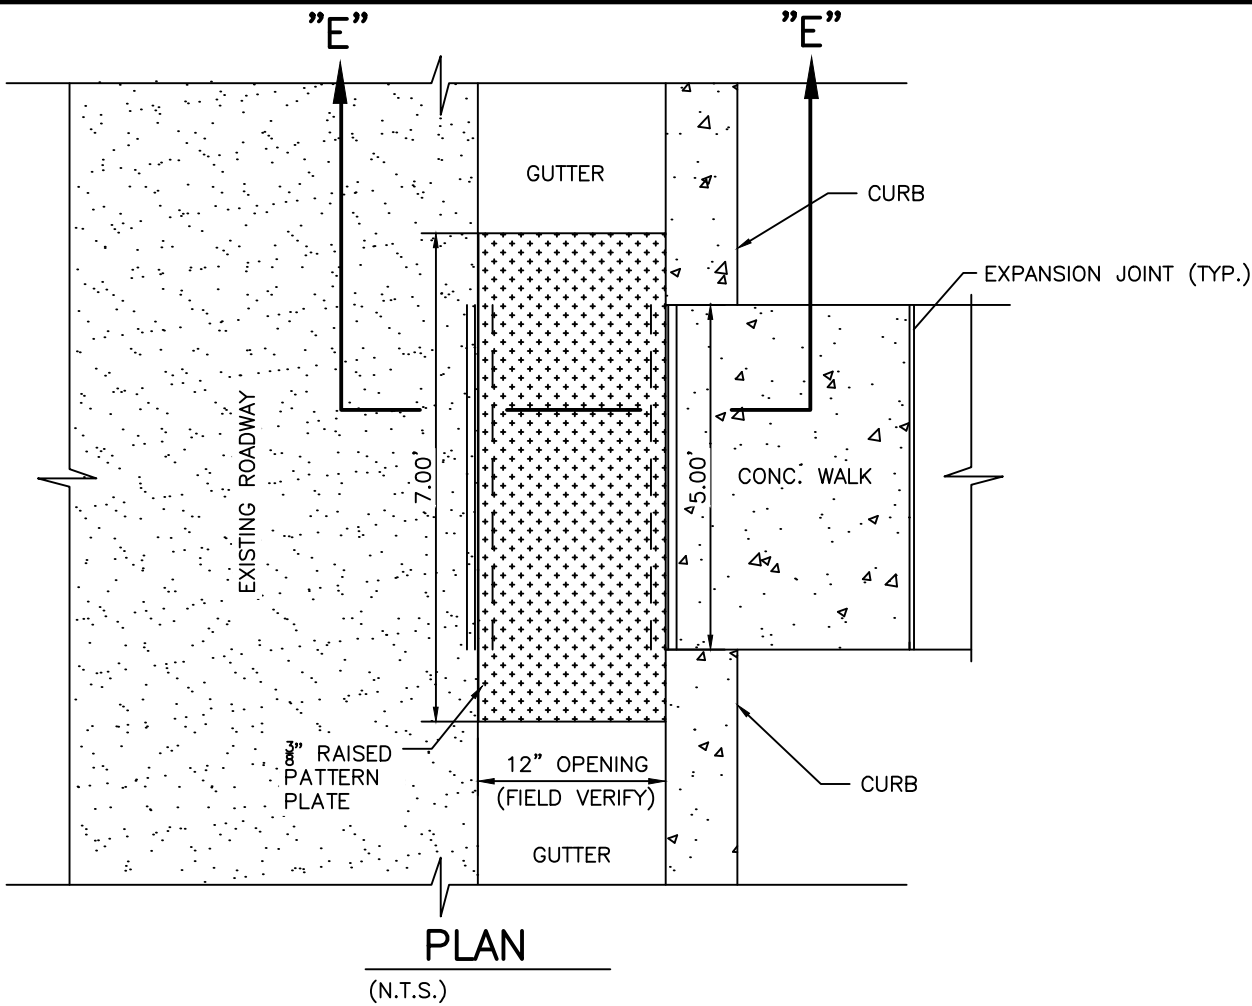 ”E”
”E”
GUTTER
CURB
EXPANSION JOINT (TYP.)
EXISTING ROADWAY
7.00'
5.00'
CONC. WALK
3/8” RAISED
PATTERN
PLATE
12” OPENING
(FIELD VERIFY)
CURB
GUTTER
PLAN
(N.T.S.)